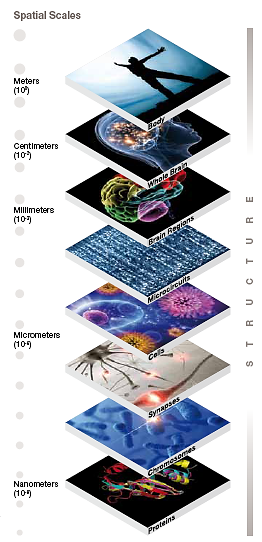 Spatial Scales
Meters
(10⁰)
Body
Centimeters
(10⁻²)
Whole Brain
Millimeters
(10⁻³)
Brain Regions
Microcircuits
Cells
Micrometers
(10⁻⁶)
Synapses
Chromosomes
Nanometers
(10⁻⁹)
Proteins
STRUCTURE